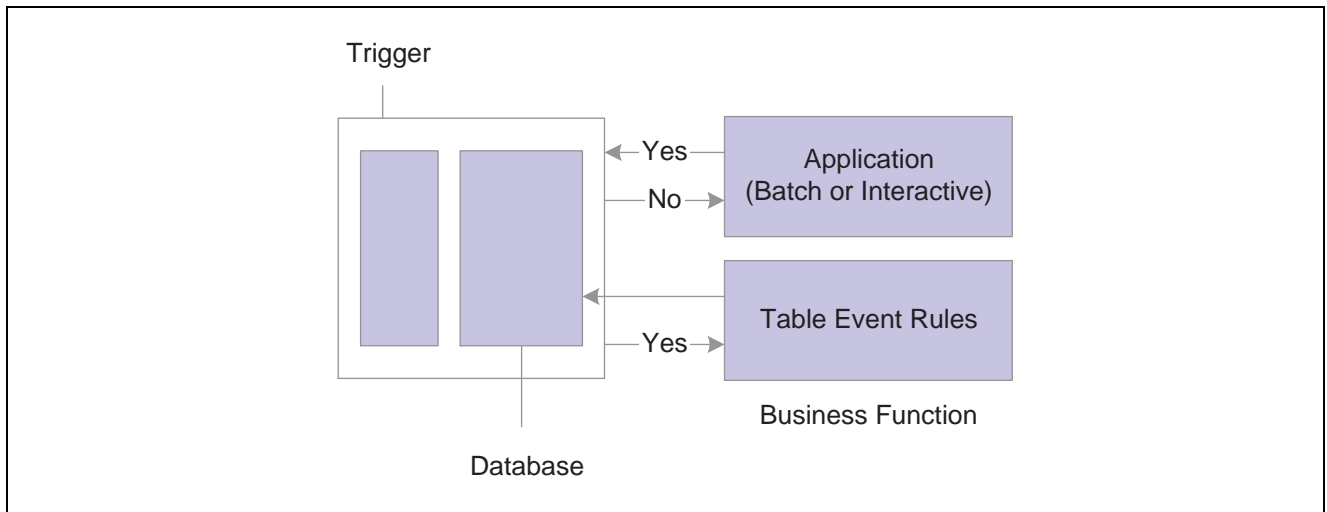 Trigger
Yes
Application
(Batch or Interactive)
No
Table Event Rules
Yes
Business Function
Database